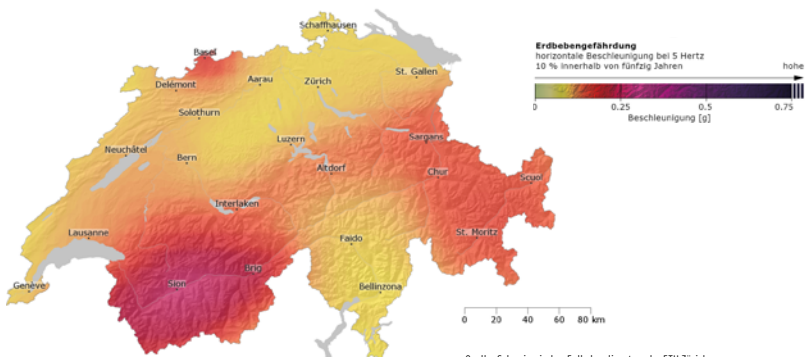 Schaffhausen
Basel
Delémont
Aarau
Zürich
St. Gallen
Solothurn
Luzern
Sargans
Neuchâtel
Bern
Altdorf
Chur
Scuol
Interlaken
Lausanne
Faido
St. Moritz
Genève
Sion
Brig
Bellinzona
Erdbebengefährdung
horizontale Beschleunigung bei 5 Hertz
10 % innerhalb von fünfzig Jahren
hohe
0 0.25 0.5 0.75
Beschleunigung [g]
0 20 40 60 80 km